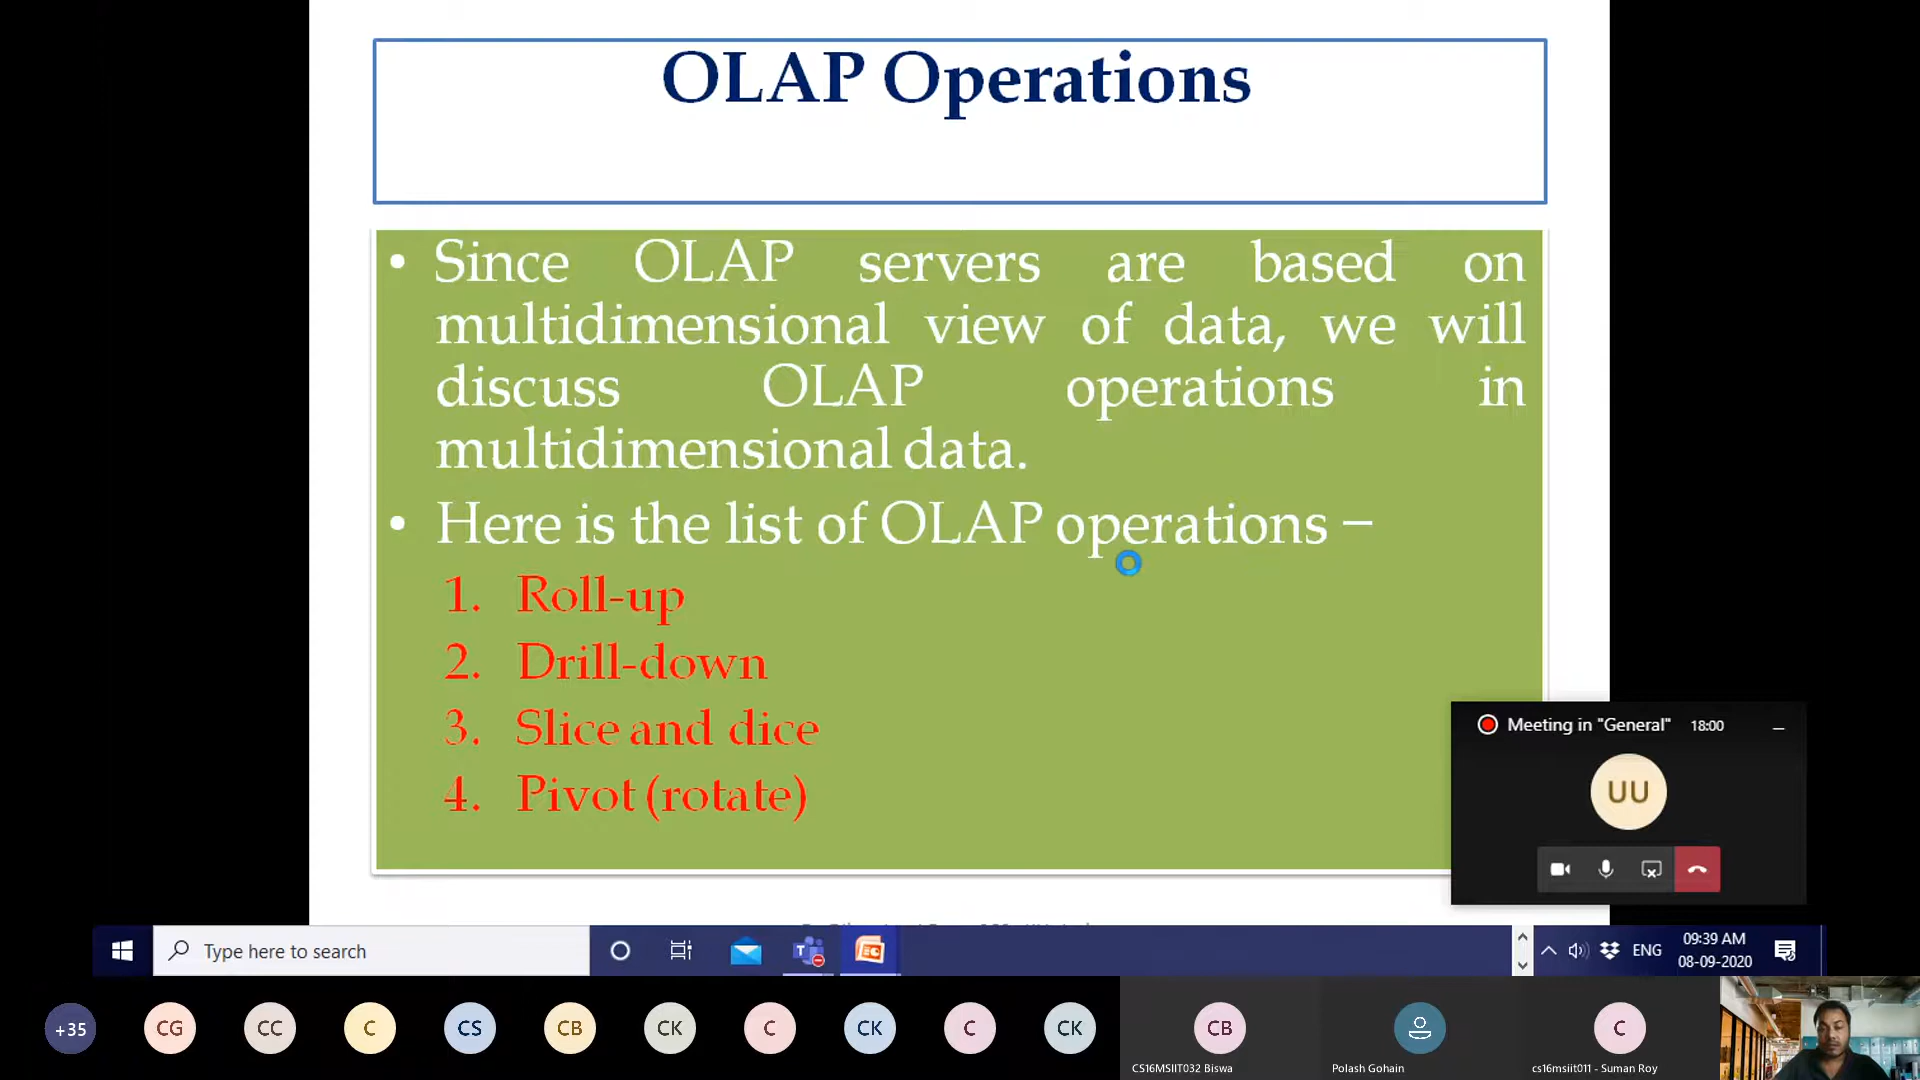 OLAP Operations
• Since OLAP servers are based on
multidimensional view of data, we will
discuss OLAP operations in
multidimensional data.
• Here is the list of OLAP operations –
1. Roll-up
2. Drill-down
3. Slice and dice
4. Pivot (rotate)
Meeting in "General" 18:00
UU
Type here to search
ENG
09:39 AM
08-09-2020
+35 CG CC C CS CB CK C CK C CK CB C
CS16MSIIT032 Biswa
Polash Gohain
cs16msiit011 - Suman Roy